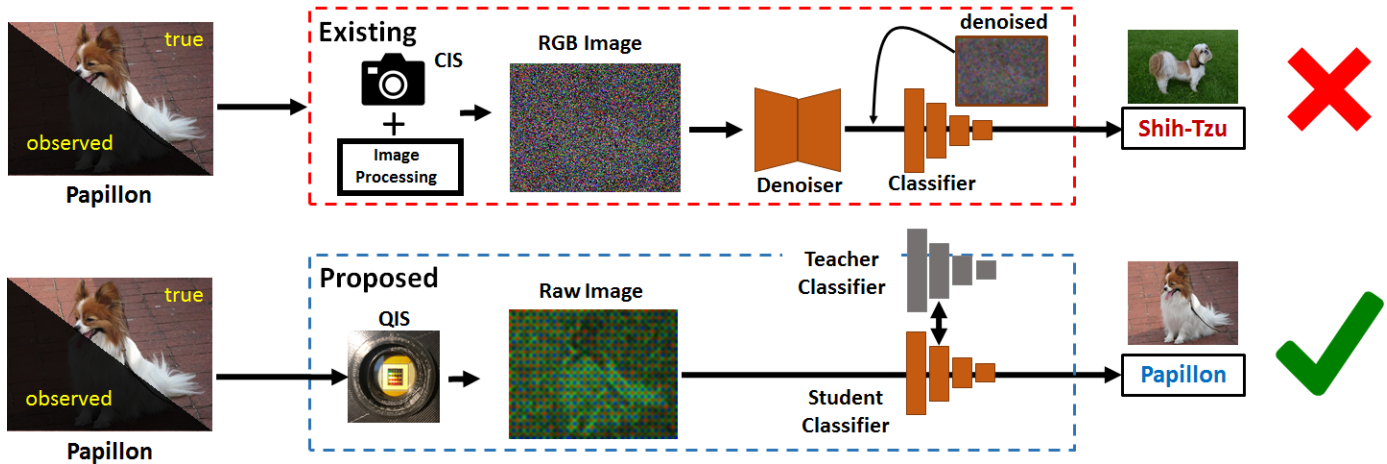 true
observed
Papillon
Existing
CIS
Image
Processing
RGB Image
Denoiser
denoised
Classifier
Shih-Tzu
true
observed
Papillon
Proposed
QIS
Raw Image
Teacher
Classifier
Student
Classifier
Papillon